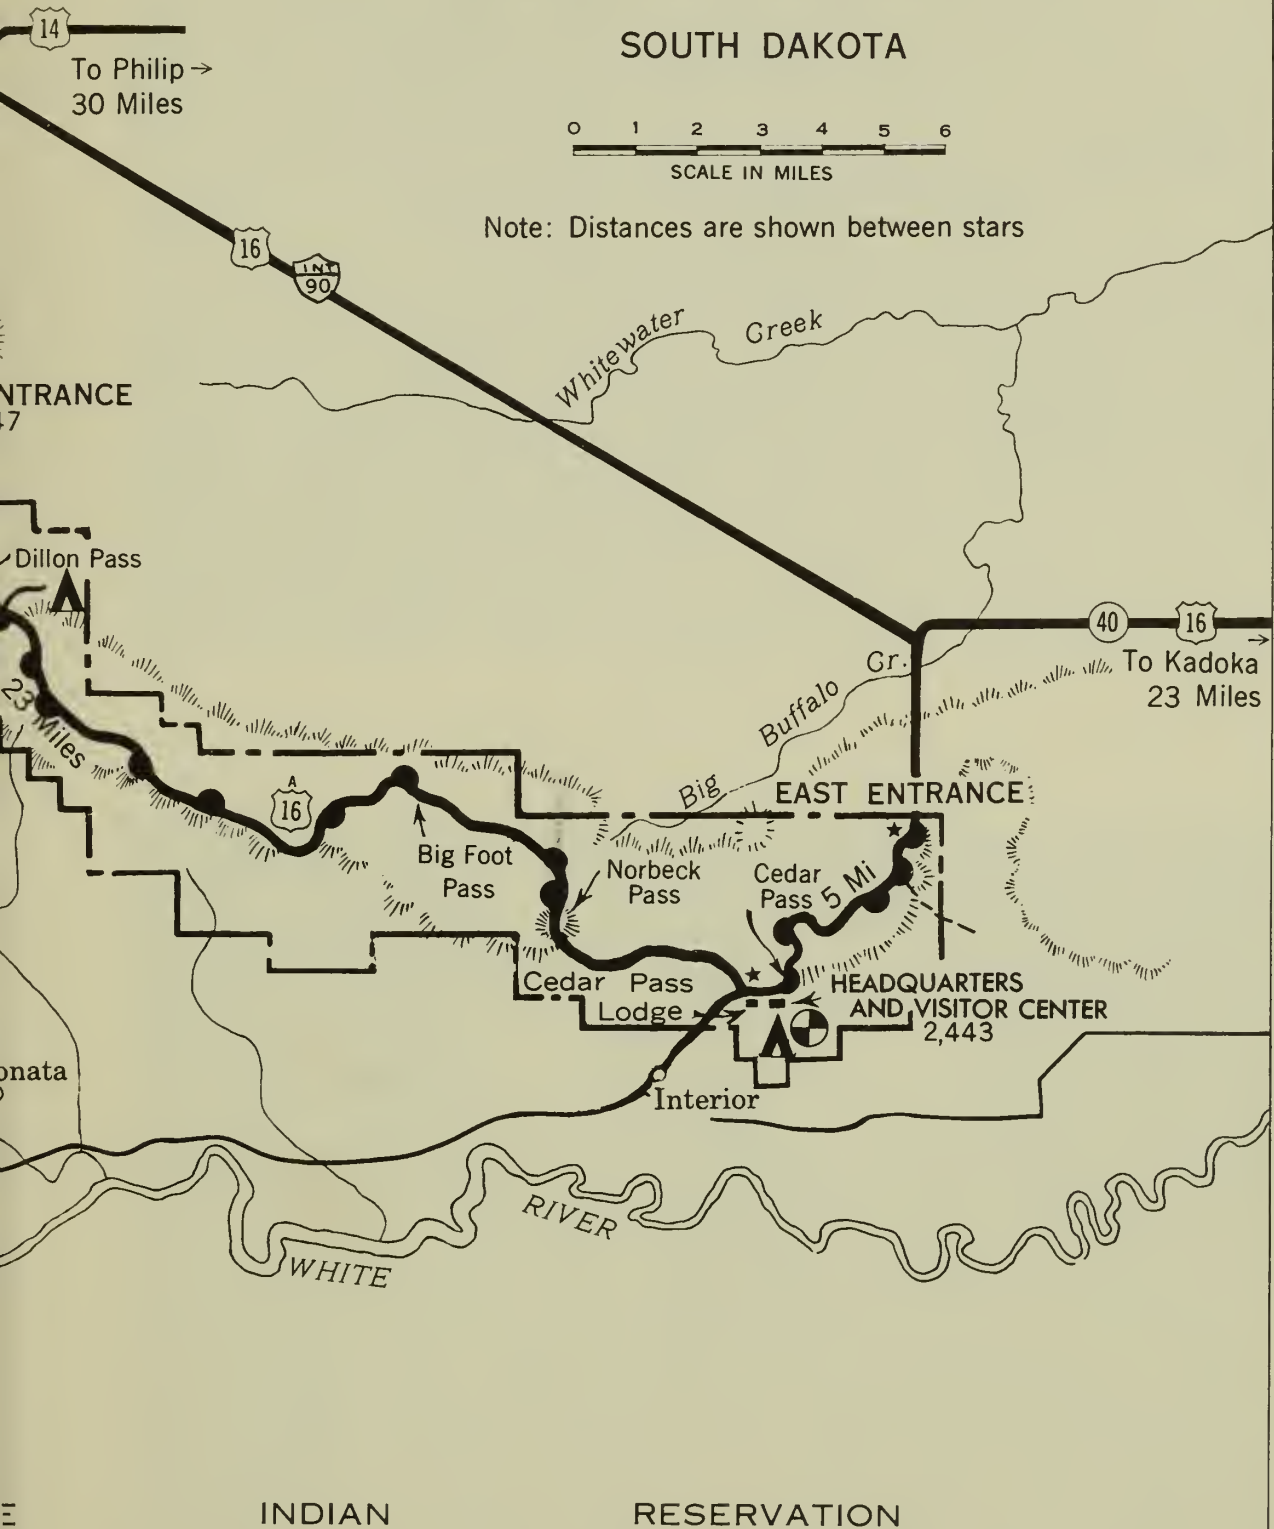 14
To Philip →
30 Miles
SOUTH DAKOTA
0 1 2 3 4 5 6
SCALE IN MILES
Note: Distances are shown between stars
16
INT
90
Whitewater Creek
NTRANCE
47
Dillon Pass
40
16
To Kadoka →
23 Miles
23 Miles
Big Buffalo Cr.
A
16
EAST ENTRANCE
Big Foot
Pass
Norbeck
Pass
Cedar
Pass
5 Mi
Cedar Pass
Lodge
HEADQUARTERS
AND VISITOR CENTER
2,443
onata
Interior
WHITE RIVER
E INDIAN RESERVATION